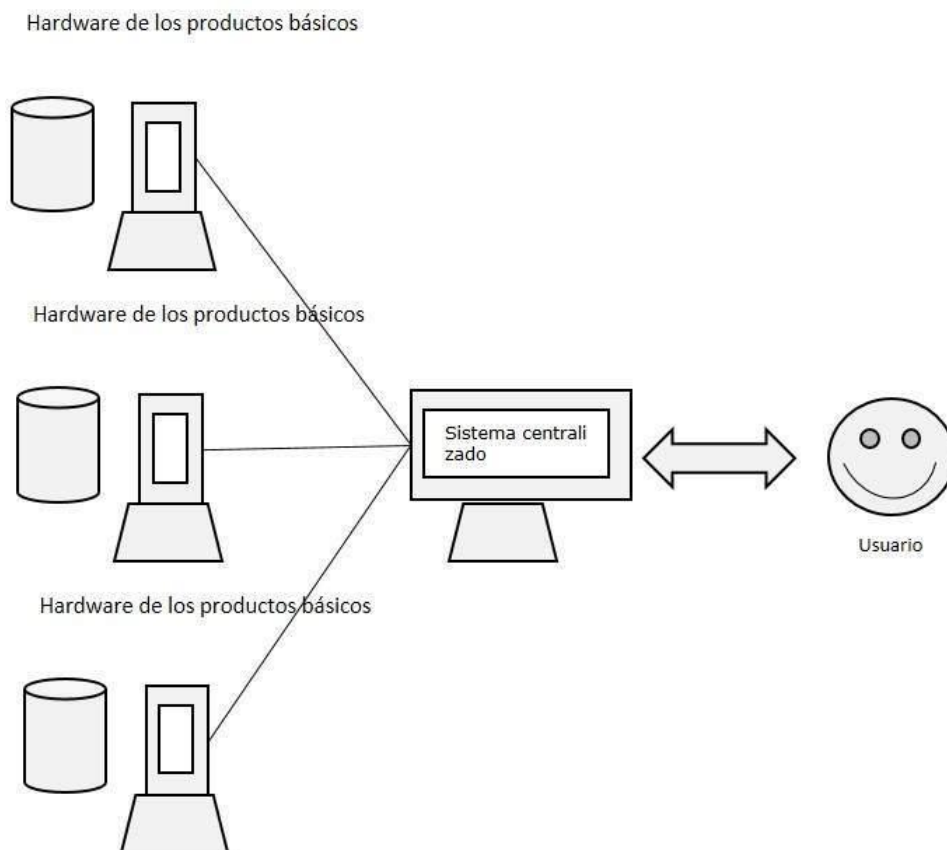 Hardware de los productos básicos
Hardware de los productos básicos
Sistema centrali
zado
Usuario
Hardware de los productos básicos